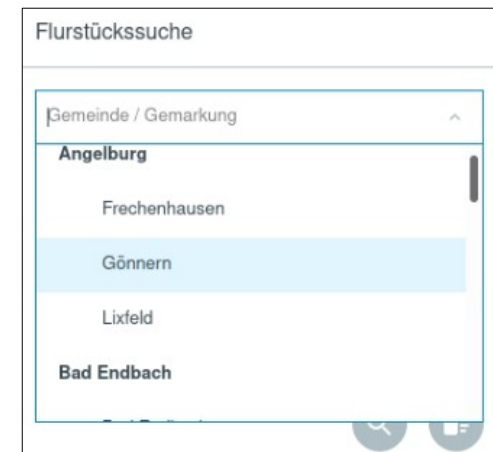 Flurstückssuche
Gemeinde / Gemarkung
Angelburg
Frechenhausen
Gönnern
Lixfeld
Bad Endbach